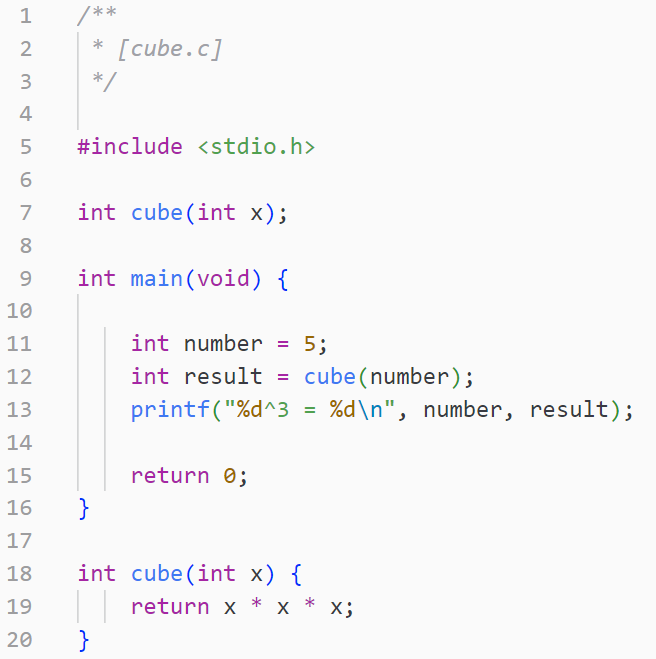 1 /**
2  * [cube.c]
3  */
4
5 #include <stdio.h>
6
7 int cube(int x);
8
9 int main(void) {
10
11     int number = 5;
12     int result = cube(number);
13     printf("%d^3 = %d\n", number, result);
14
15     return 0;
16 }
17
18 int cube(int x) {
19     return x * x * x;
20 }